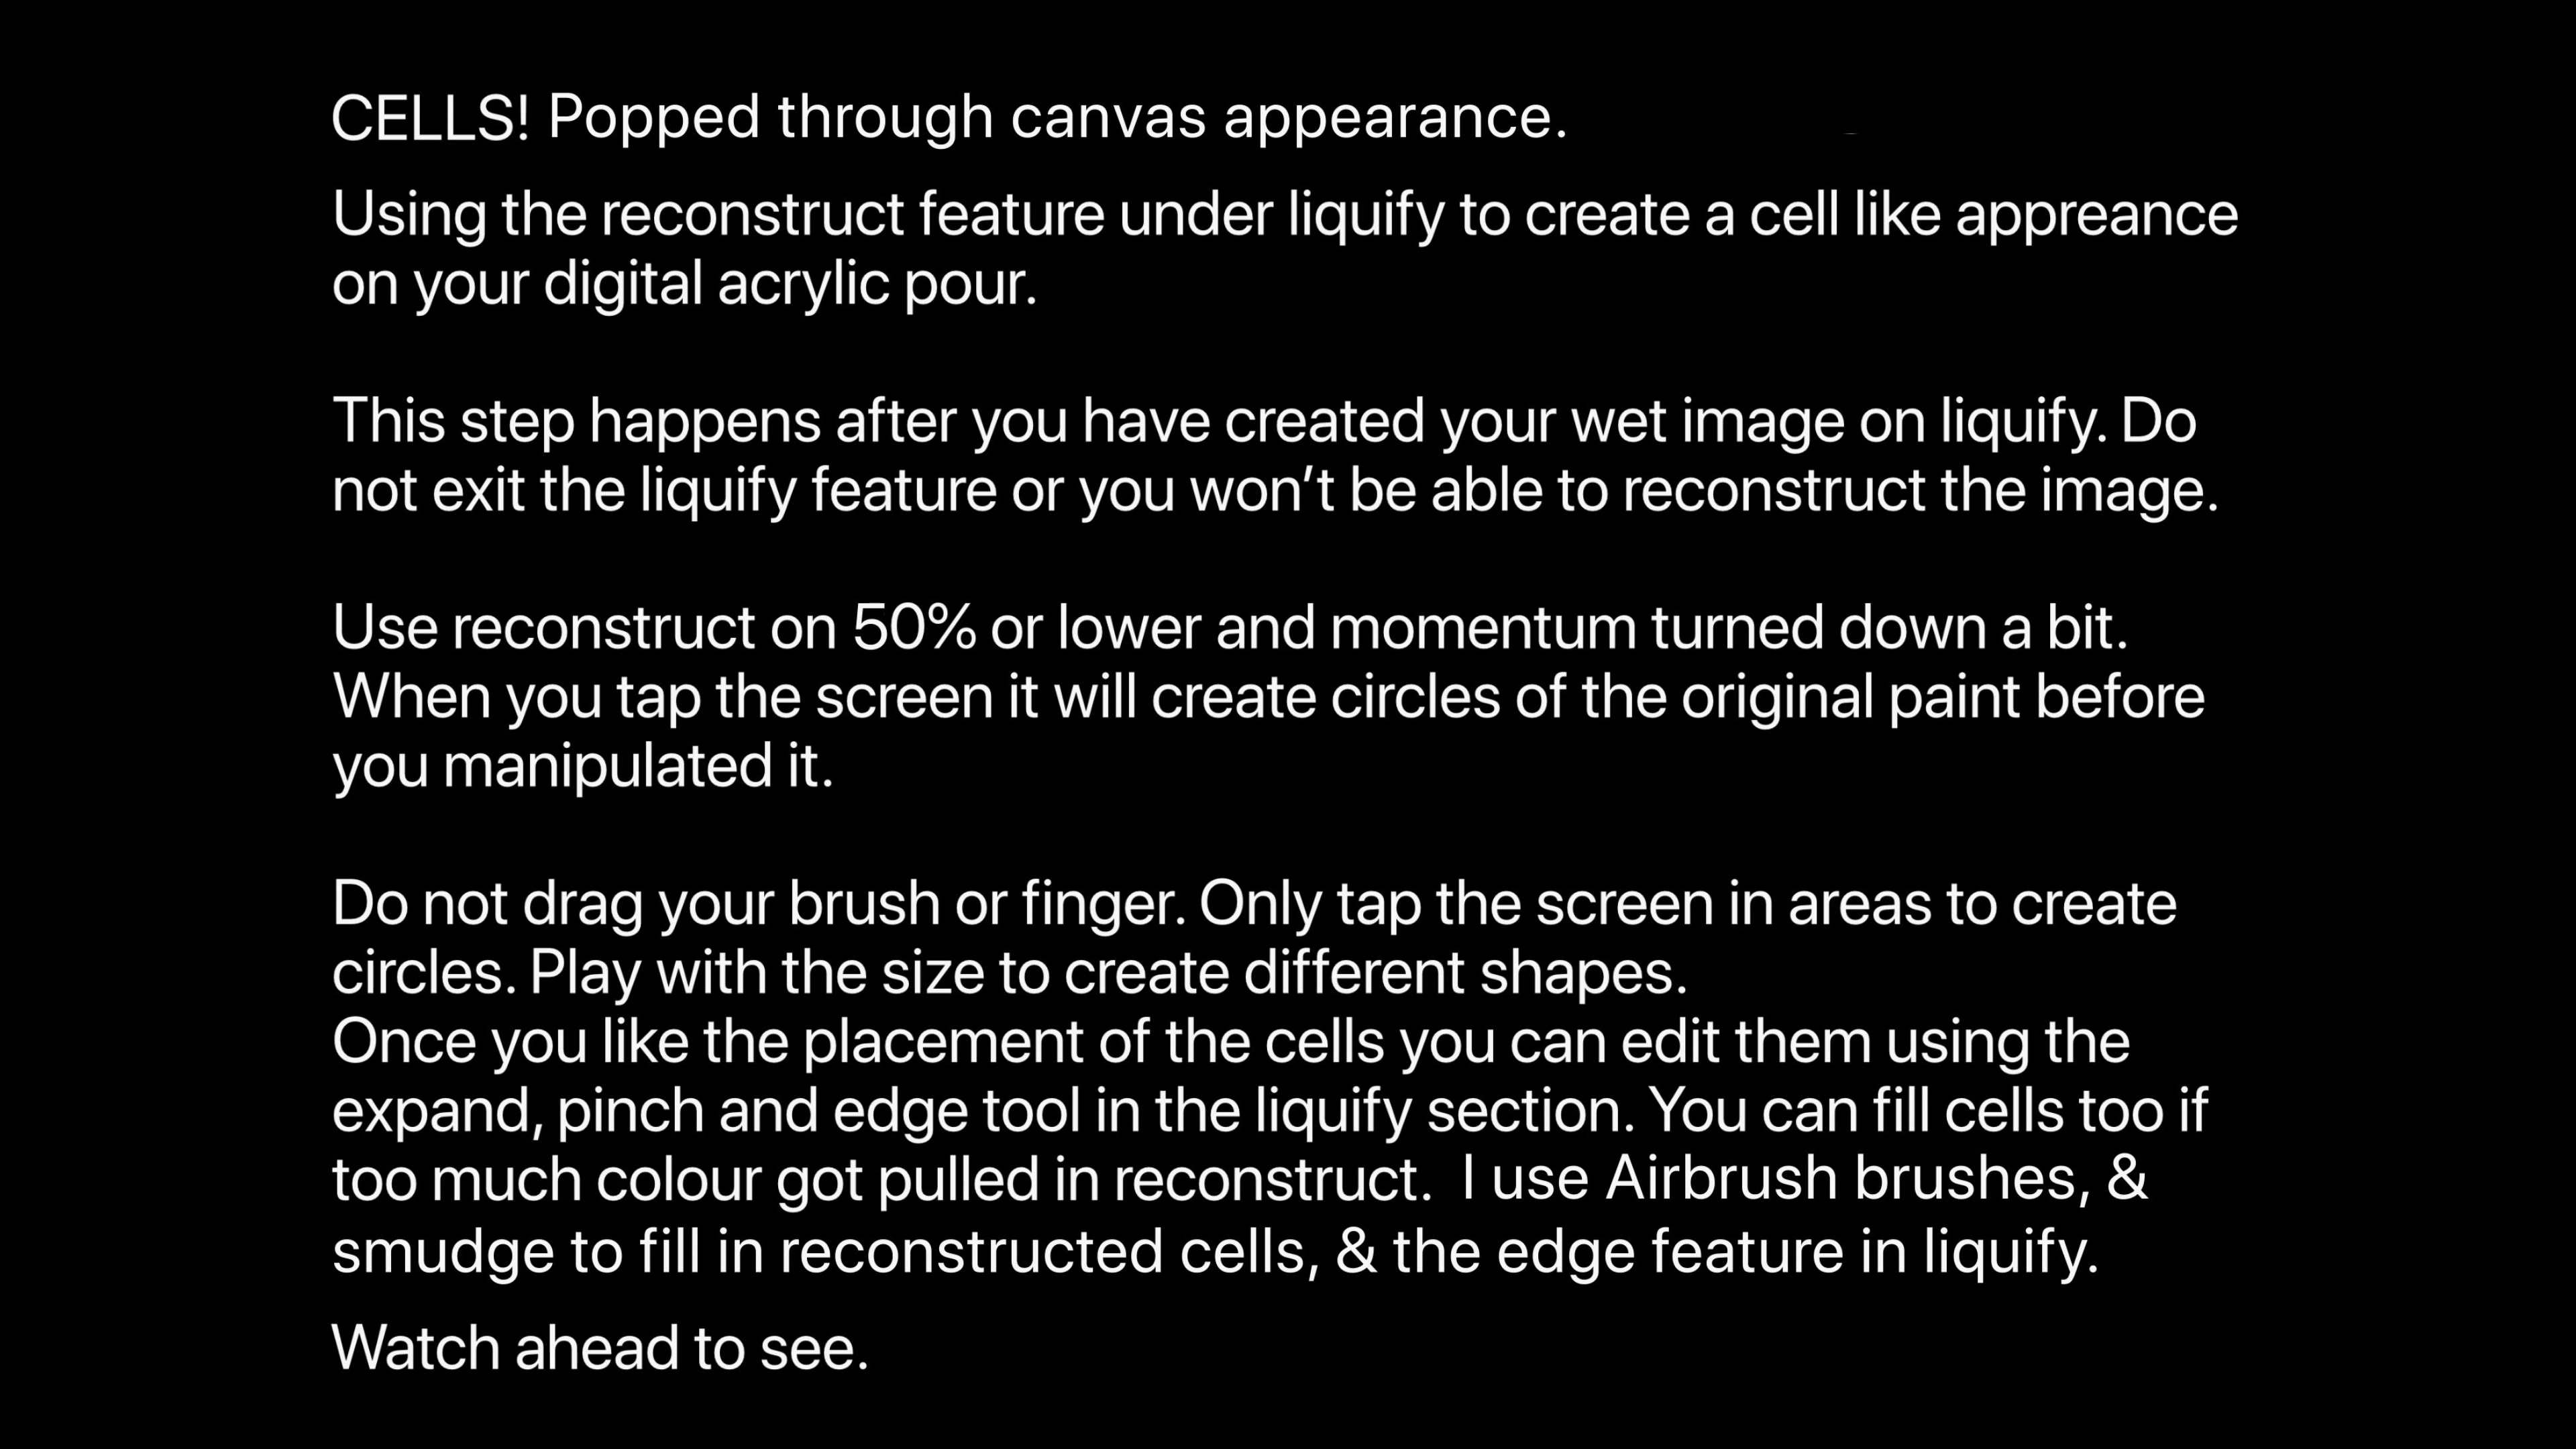 CELLS! Popped through canvas appearance.
Using the reconstruct feature under liquify to create a cell like appreance
on your digital acrylic pour.
This step happens after you have created your wet image on liquify. Do
not exit the liquify feature or you won’t be able to reconstruct the image.
Use reconstruct on 50% or lower and momentum turned down a bit.
When you tap the screen it will create circles of the original paint before
you manipulated it.
Do not drag your brush or finger. Only tap the screen in areas to create
circles. Play with the size to create different shapes.
Once you like the placement of the cells you can edit them using the
expand, pinch and edge tool in the liquify section. You can fill cells too if
too much colour got pulled in reconstruct. I use Airbrush brushes, &
smudge to fill in reconstructed cells, & the edge feature in liquify.
Watch ahead to see.